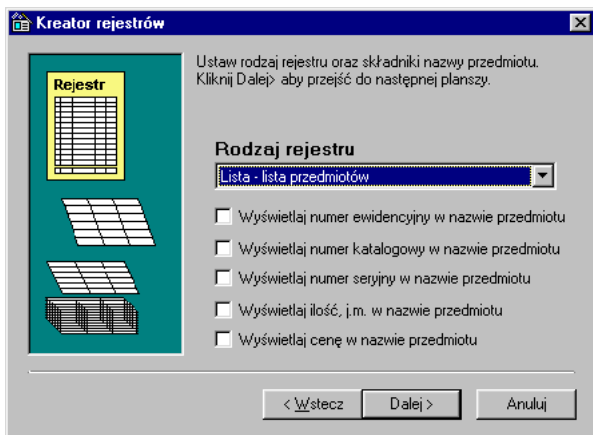 Kreator rejestrów
Ustaw rodzaj rejestru oraz składniki nazwy przedmiotu.
Kliknij Dalej> aby przejść do następnej planszy.
Rejestr
Rodzaj rejestru
Lista - lista przedmiotów
Wyświetlaj numer ewidencyjny w nazwie przedmiotu
Wyświetlaj numer katalogowy w nazwie przedmiotu
Wyświetlaj numer seryjny w nazwie przedmiotu
Wyświetlaj ilość, j.m. w nazwie przedmiotu
Wyświetlaj cenę w nazwie przedmiotu
< Wstecz
Dalej >
Anuluj